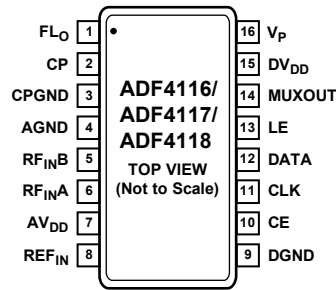 FLO 1
CP 2
CPGND 3
AGND 4
RFINB 5
RFINA 6
AVDD 7
REFIN 8
ADF4116/
ADF4117/
ADF4118
TOP VIEW
(Not to Scale)
16 VP
15 DVDD
14 MUXOUT
13 LE
12 DATA
11 CLK
10 CE
9 DGND